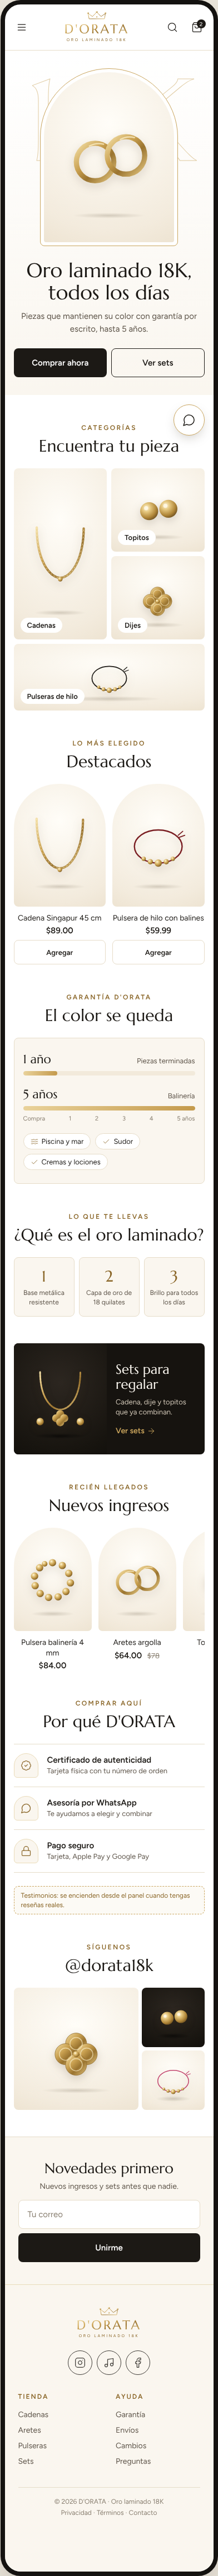 2
D'ORATA
ORO LAMINADO 18K
Oro laminado 18K,
todos los días
Piezas que mantienen su color con garantía por
escrito, hasta 5 años.
Comprar ahora
Ver sets
CATEGORÍAS
Encuentra tu pieza
Cadenas
Topitos
Dijes
Pulseras de hilo
LO MÁS ELEGIDO
Destacados
Cadena Singapur 45 cm
$89.00
Agregar
Pulsera de hilo con balines
$59.99
Agregar
GARANTÍA D'ORATA
El color se queda
1 año
Piezas terminadas
5 años
Balinería
Compra 1 2 3 4 5 años
Piscina y mar
Sudor
Cremas y lociones
LO QUE TE LLEVAS
¿Qué es el oro laminado?
1
Base metálica
resistente
2
Capa de oro de
18 quilates
3
Brillo para todos
los días
Sets para
regalar
Cadena, dije y topitos
que ya combinan.
Ver sets →
RECIÉN LLEGADOS
Nuevos ingresos
Pulsera balinería 4
mm
$84.00
Aretes argolla
$64.00 $78
To
COMPRAR AQUÍ
Por qué D'ORATA
Certificado de autenticidad
Tarjeta física con tu número de orden
Asesoría por WhatsApp
Te ayudamos a elegir y combinar
Pago seguro
Tarjeta, Apple Pay y Google Pay
Testimonios: se encienden desde el panel cuando tengas
reseñas reales.
SÍGUENOS
@dorata18k
Novedades primero
Nuevos ingresos y sets antes que nadie.
Tu correo
Unirme
D'ORATA
ORO LAMINADO 18K
TIENDA
Cadenas
Aretes
Pulseras
Sets
AYUDA
Garantía
Envíos
Cambios
Preguntas
© 2026 D'ORATA · Oro laminado 18K
Privacidad · Términos · Contacto